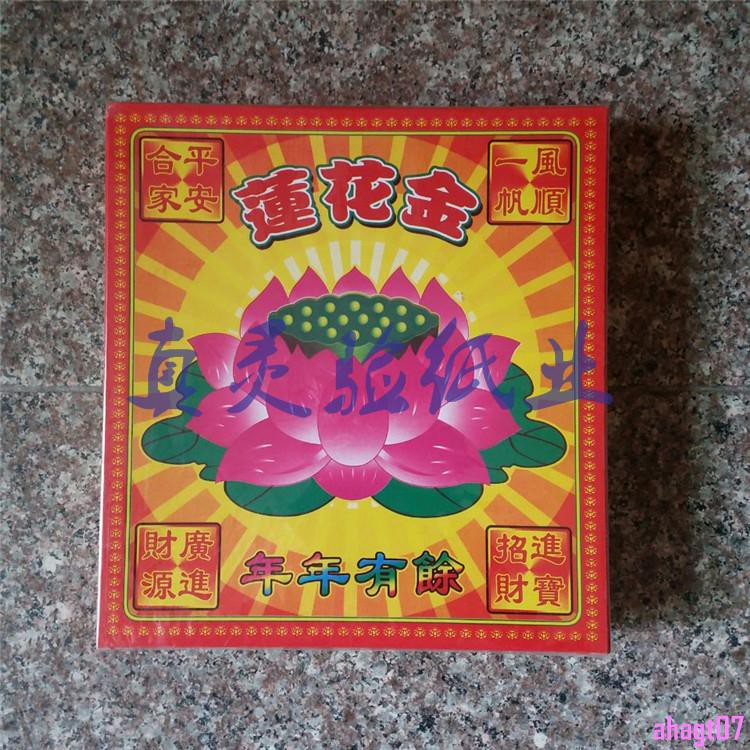 蓮花金
合平
家安
一風
帆順
真灵验纸业
財廣
源進
年年有餘
招進
財寶
ahagt07